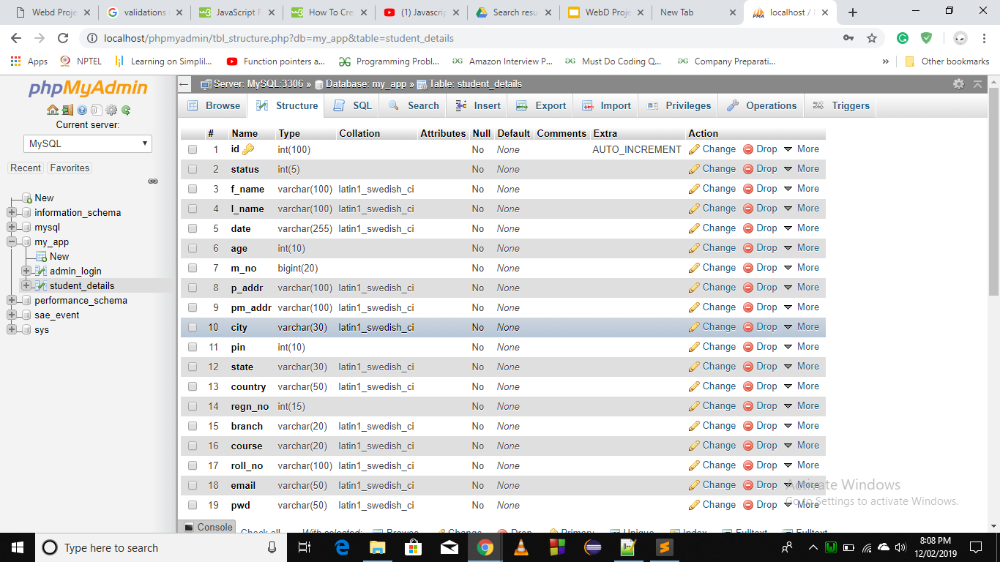 Webd Proje
validations
JavaScript F
How To Cre
(1) Javascrip
Search resu
WebD Proje
New Tab
localhost /
localhost/phpmyadmin/tbl_structure.php?db=my_app&table=student_details
Apps
NPTEL
Learning on Simplil...
Function pointers a...
Programming Probl...
Amazon Interview P...
Must Do Coding Q...
Company Preparati...
»
Other bookmarks
phpMyAdmin
Current server:
MySQL
Recent Favorites
New
information_schema
mysql
my_app
New
admin_login
student_details
performance_schema
sae_event
sys
Server: MySQL:3306 » Database: my_app » Table: student_details
Browse Structure SQL Search Insert Export Import Privileges Operations Triggers
# Name Type Collation Attributes Null Default Comments Extra Action
1 id int(100) No None AUTO_INCREMENT Change Drop More
2 status int(5) No None Change Drop More
3 f_name varchar(100) latin1_swedish_ci No None Change Drop More
4 l_name varchar(100) latin1_swedish_ci No None Change Drop More
5 date varchar(255) latin1_swedish_ci No None Change Drop More
6 age int(10) No None Change Drop More
7 m_no bigint(20) No None Change Drop More
8 p_addr varchar(100) latin1_swedish_ci No None Change Drop More
9 pm_addr varchar(100) latin1_swedish_ci No None Change Drop More
10 city varchar(30) latin1_swedish_ci No None Change Drop More
11 pin int(10) No None Change Drop More
12 state varchar(30) latin1_swedish_ci No None Change Drop More
13 country varchar(50) latin1_swedish_ci No None Change Drop More
14 regn_no int(15) No None Change Drop More
15 branch varchar(20) latin1_swedish_ci No None Change Drop More
16 course varchar(20) latin1_swedish_ci No None Change Drop More
17 roll_no varchar(100) latin1_swedish_ci No None Change Drop More
18 email varchar(50) latin1_swedish_ci No None Change Drop More
19 pwd varchar(50) latin1_swedish_ci No None Change Drop More
Activate Windows
Go to Settings to activate Windows.
Console
Check all With selected: Browse Change Drop Primary Unique Index Fulltext Fulltext
Type here to search
8:08 PM
12/02/2019